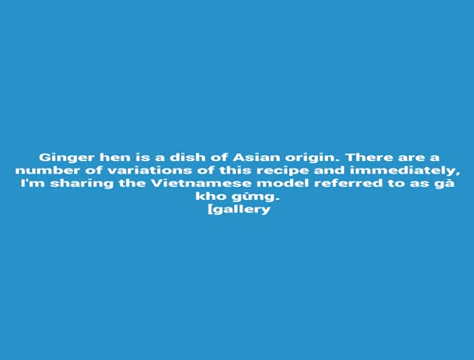 Ginger hen is a dish of Asian origin. There are a
number of variations of this recipe and immediately,
I'm sharing the Vietnamese model referred to as gà
kho gừng.
[gallery